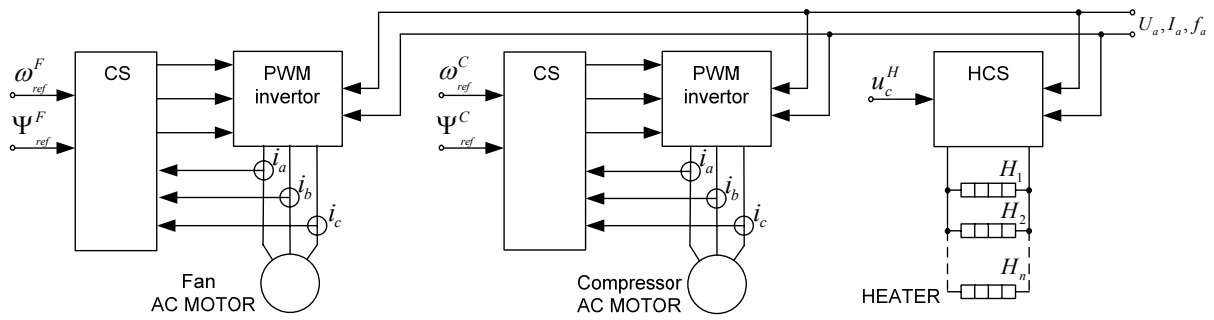 U_a, I_a, f_a
CS
PWM
invertor
ω^F_ref
Ψ^F_ref
i_a
i_b
i_c
Fan
AC MOTOR
CS
PWM
invertor
ω^C_ref
Ψ^C_ref
i_a
i_b
i_c
Compressor
AC MOTOR
HCS
u_c^H
H_1
H_2
H_n
HEATER